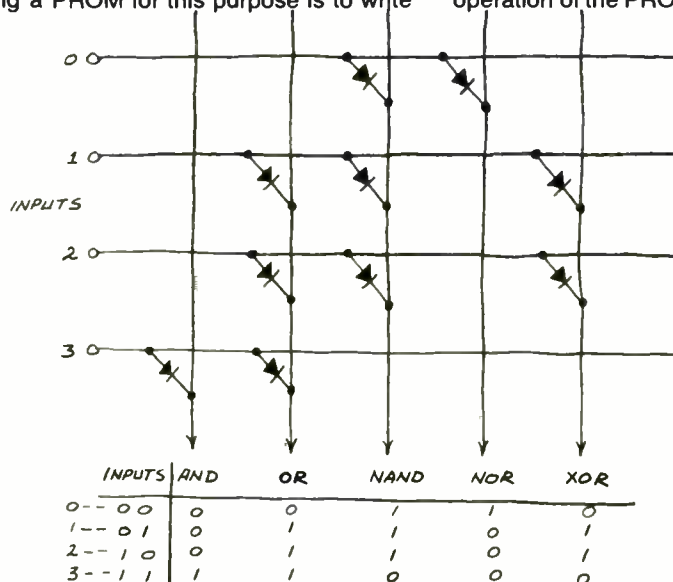 ng a PROM for this purpose is to write operation of the PRO
0
1
INPUTS
2
3
INPUTS AND OR NAND NOR XOR
0-- 00 0 0 1 1 0
1-- 01 0 1 1 0 1
2-- 10 0 1 1 0 1
3-- 11 1 1 0 0 0